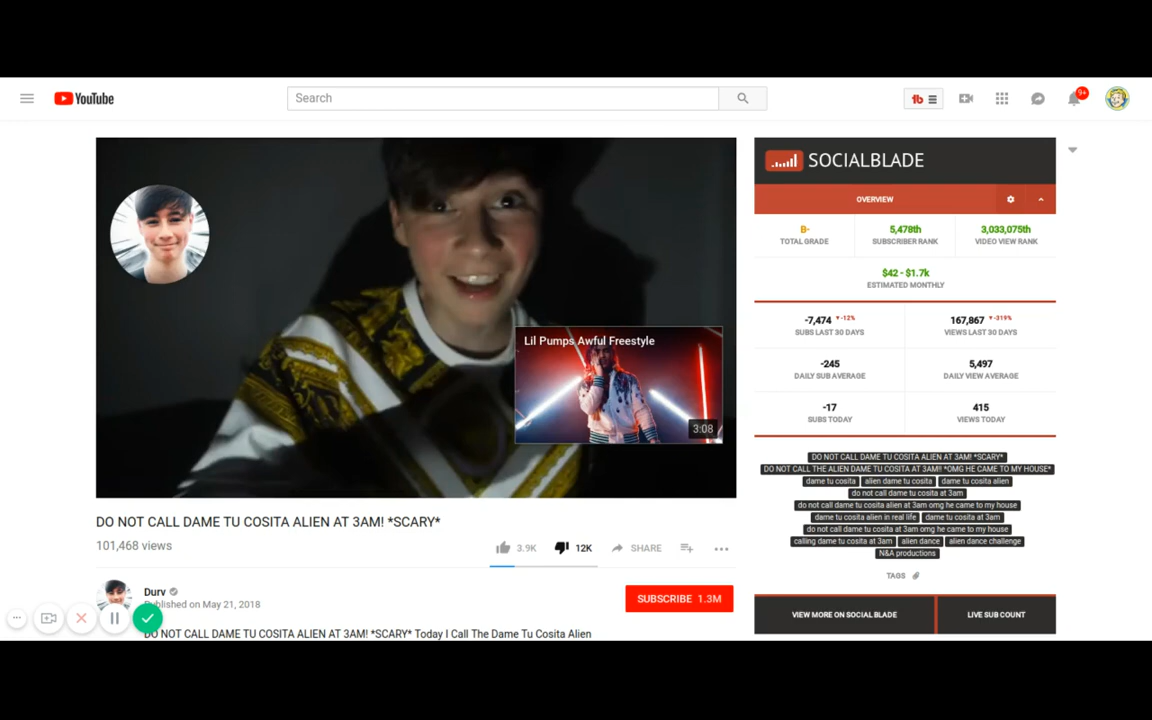 YouTube
Search
tb
9+
Lil Pumps Awful Freestyle
3:08
DO NOT CALL DAME TU COSITA ALIEN AT 3AM! *SCARY*
101,468 views
3.9K
12K
SHARE
Durv
Published on May 21, 2018
SUBSCRIBE 1.3M
DO NOT CALL DAME TU COSITA ALIEN AT 3AM! *SCARY* Today I Call The Dame Tu Cosita Alien
SOCIALBLADE
OVERVIEW
B- 5,478th 3,033,075th
TOTAL GRADE SUBSCRIBER RANK VIDEO VIEW RANK
$42 - $1.7k
ESTIMATED MONTHLY
-7,474 -12% 167,867 -319%
SUBS LAST 30 DAYS VIEWS LAST 30 DAYS
-245 5,497
DAILY SUB AVERAGE DAILY VIEW AVERAGE
-17 415
SUBS TODAY VIEWS TODAY
DO NOT CALL DAME TU COSITA ALIEN AT 3AM! *SCARY*
DO NOT CALL THE ALIEN DAME TU COSITA AT 3AM!! *OMG HE CAME TO MY HOUSE*
dame tu cosita alien dame tu cosita dame tu cosita alien
do not call dame tu cosita at 3am
do not call dame tu cosita alien at 3am omg he came to my house
dame tu cosita alien in real life dame tu cosita at 3am
do not call dame tu cosita at 3am omg he came to my house
calling dame tu cosita at 3am alien dance alien dance challenge
N&A productions
TAGS
VIEW MORE ON SOCIAL BLADE LIVE SUB COUNT